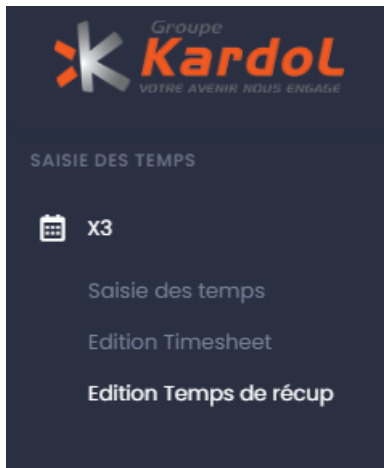 Groupe
KardoL
VOTRE AVENIR NOUS ENGAGE
SAISIE DES TEMPS
X3
Saisie des temps
Edition Timesheet
Edition Temps de récup